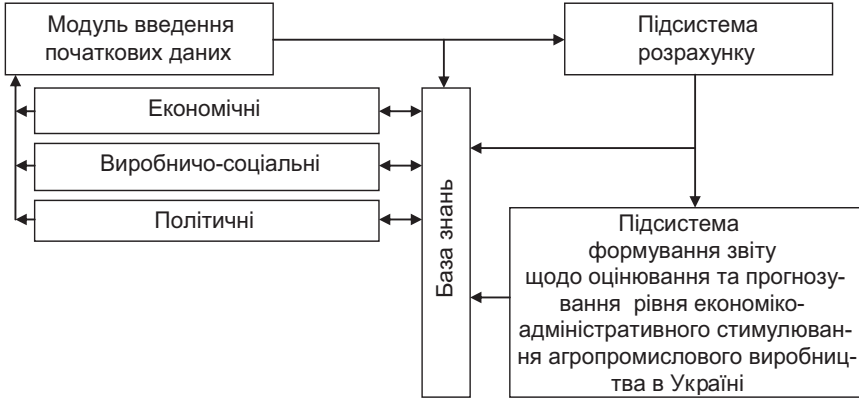 Модуль введення
початкових даних
Підсистема
розрахунку
Економічні
Виробничо-соціальні
Політичні
База знань
Підсистема
формування звіту
щодо оцінювання та прогнозу-
вання рівня економіко-
адміністративного стимулюван-
ня агропромислового виробниц-
тва в Україні